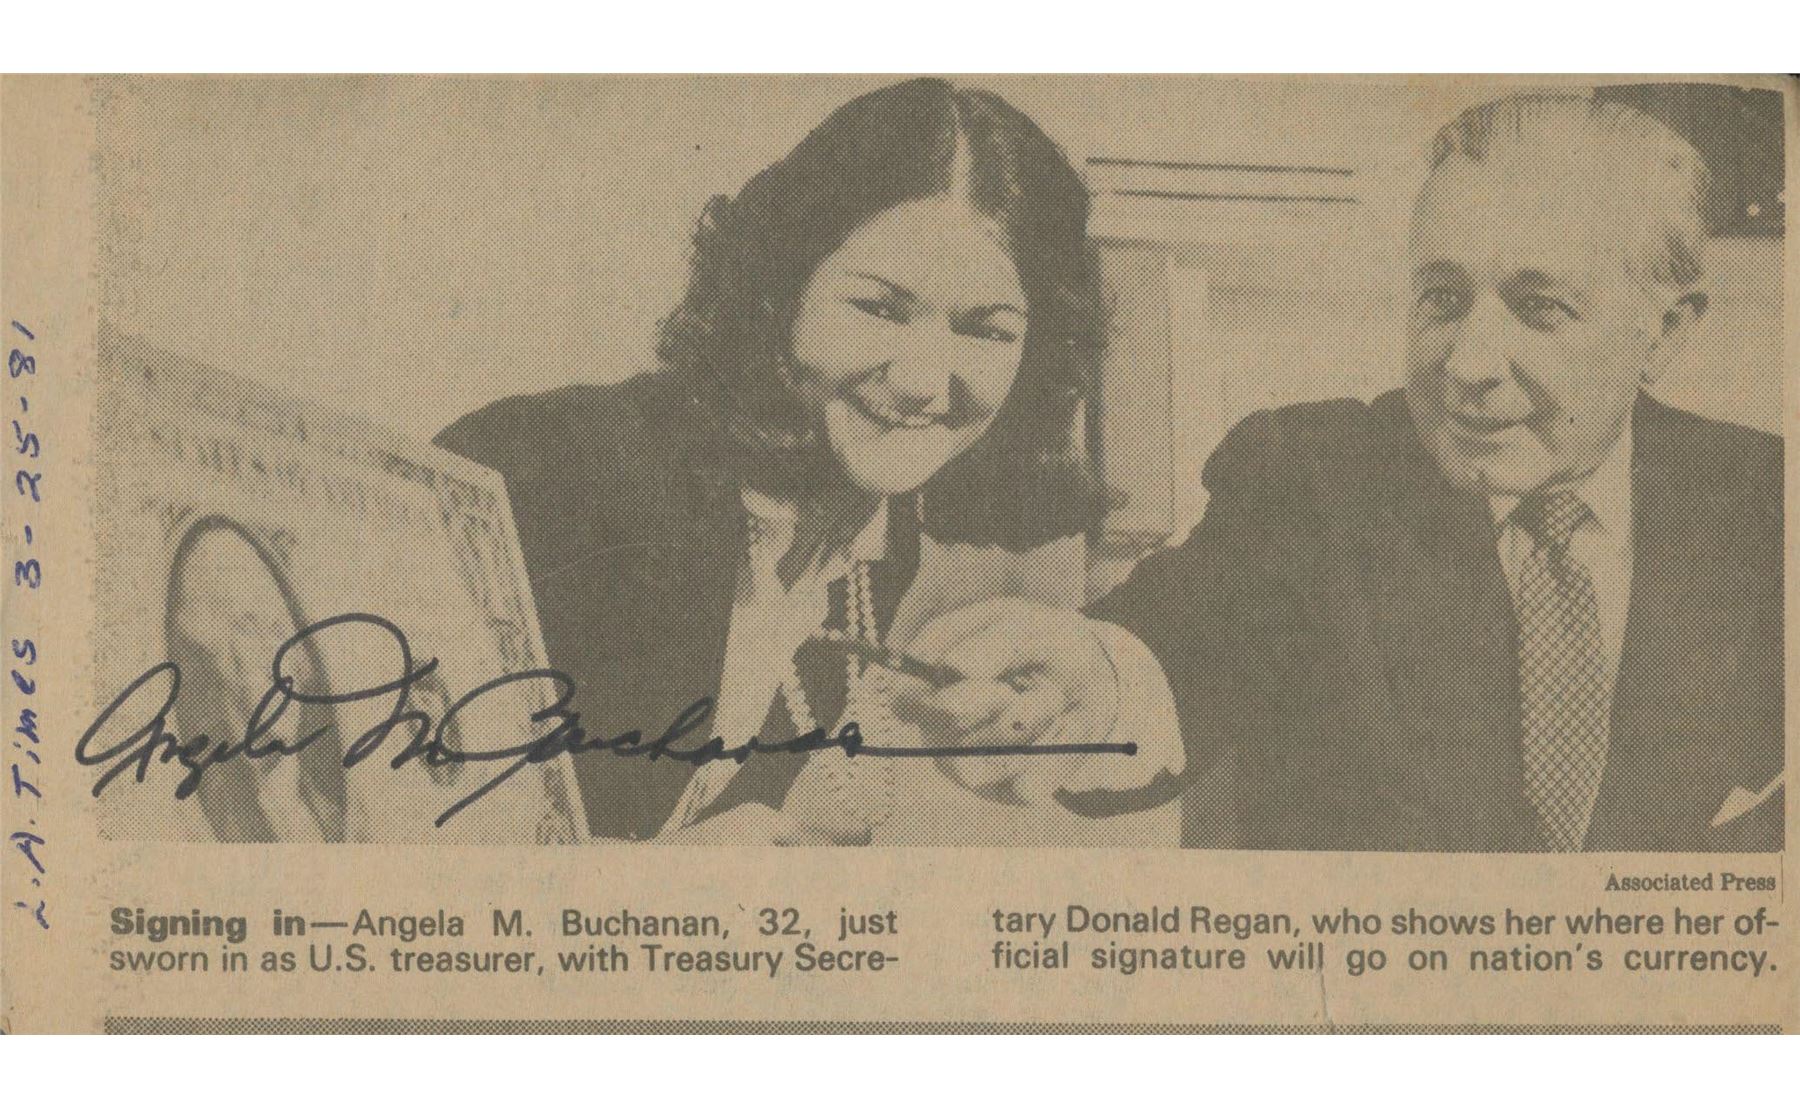 L.A. Times 3-25-81
Angela M. Buchanan
Associated Press
Signing in—Angela M. Buchanan, 32, just
sworn in as U.S. treasurer, with Treasury Secre-
tary Donald Regan, who shows her where her of-
ficial signature will go on nation's currency.